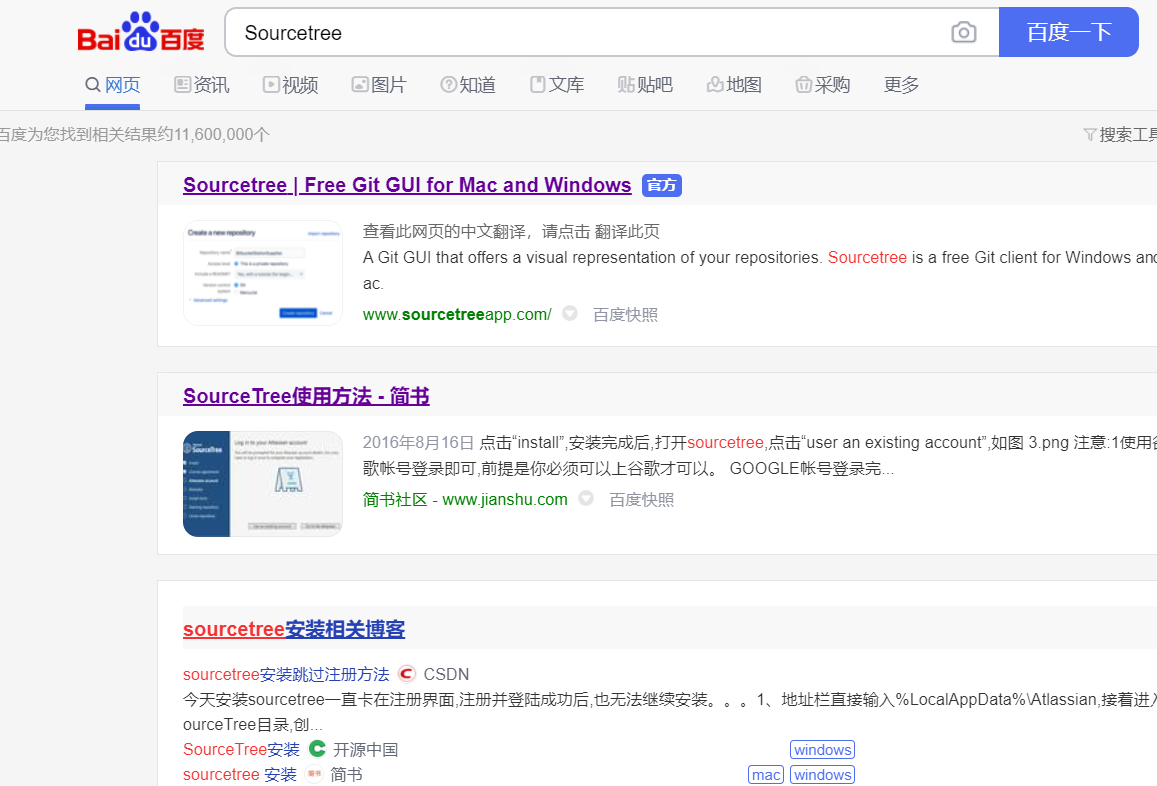 Bai du 百度 Sourcetree 百度一下
网页 资讯 视频 图片 知道 文库 贴吧 地图 采购 更多
百度为您找到相关结果约11,600,000个 搜索工具
Sourcetree | Free Git GUI for Mac and Windows 官方
Create a new repository Import repository
查看此网页的中文翻译，请点击 翻译此页
A Git GUI that offers a visual representation of your repositories. Sourcetree is a free Git client for Windows and
ac.
www.sourcetreeapp.com/ 百度快照
SourceTree使用方法 - 简书
SourceTree Log in to your Atlassian account
2016年8月16日 点击“install”,安装完成后,打开sourcetree,点击“user an existing account”,如图 3.png 注意:1使用谷
歌帐号登录即可,前提是你必须可以上谷歌才可以。 GOOGLE帐号登录完...
简书社区 - www.jianshu.com 百度快照
sourcetree安装相关博客
sourcetree安装跳过注册方法 CSDN
今天安装sourcetree一直卡在注册界面,注册并登陆成功后,也无法继续安装。。。1、地址栏直接输入%LocalAppData%\Atlassian,接着进入
ourceTree目录,创...
SourceTree安装 开源中国 windows
sourcetree 安装 简书 简书 mac windows